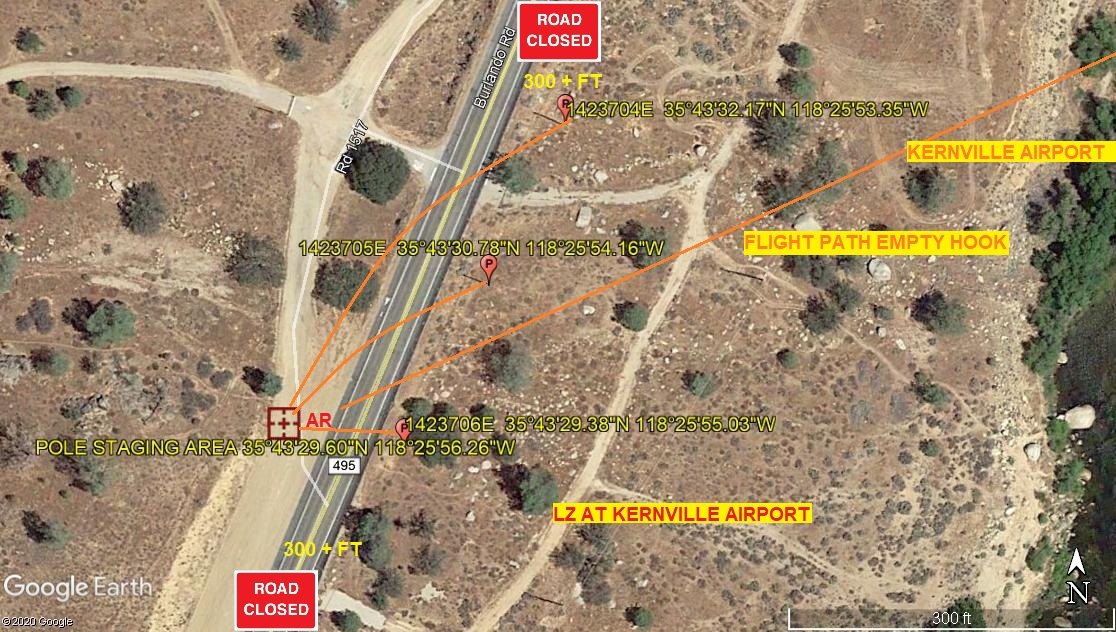 ROAD
CLOSED
Burlando Rd
300 + FT
P
1423704E 35°43'32.17"N 118°25'53.35"W
Rd 1517
KERNVILLE AIRPORT
FLIGHT PATH EMPTY HOOK
1423705E 35°43'30.78"N 118°25'54.16"W
P
AR
P
1423706E 35°43'29.38"N 118°25'55.03"W
POLE STAGING AREA 35°43'29.60"N 118°25'56.26"W
495
LZ AT KERNVILLE AIRPORT
300 + FT
ROAD
CLOSED
Google Earth
©2020 Google
N
300 ft